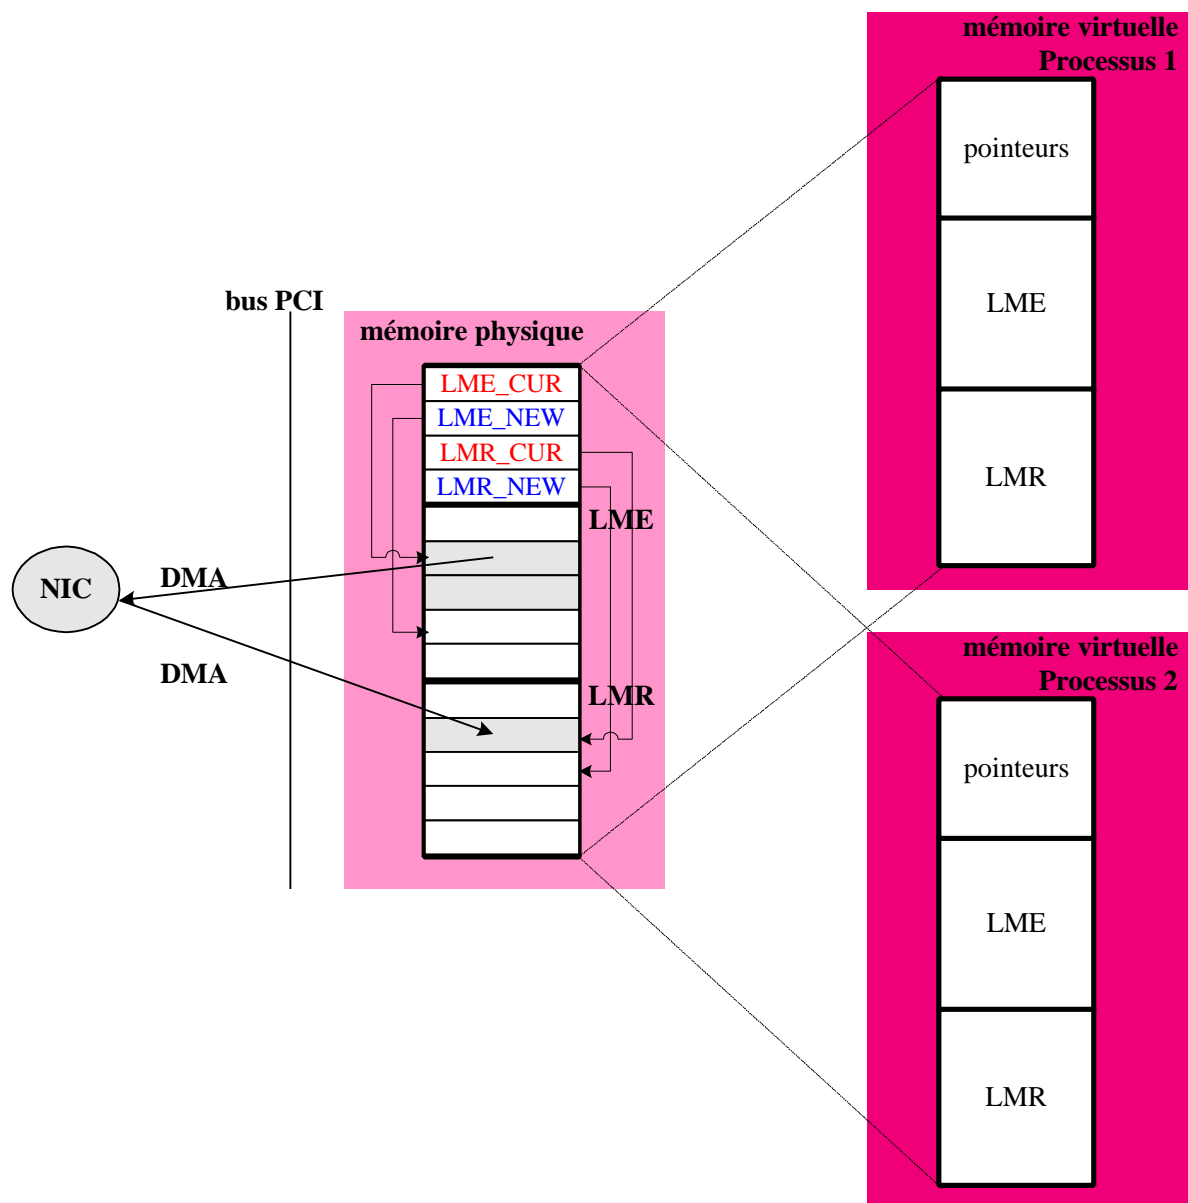 mémoire virtuelle
Processus 1
pointeurs
LME
LMR
bus PCI
mémoire physique
LME_CUR
LME_NEW
LMR_CUR
LMR_NEW
LME
NIC
DMA
DMA
LMR
mémoire virtuelle
Processus 2
pointeurs
LME
LMR